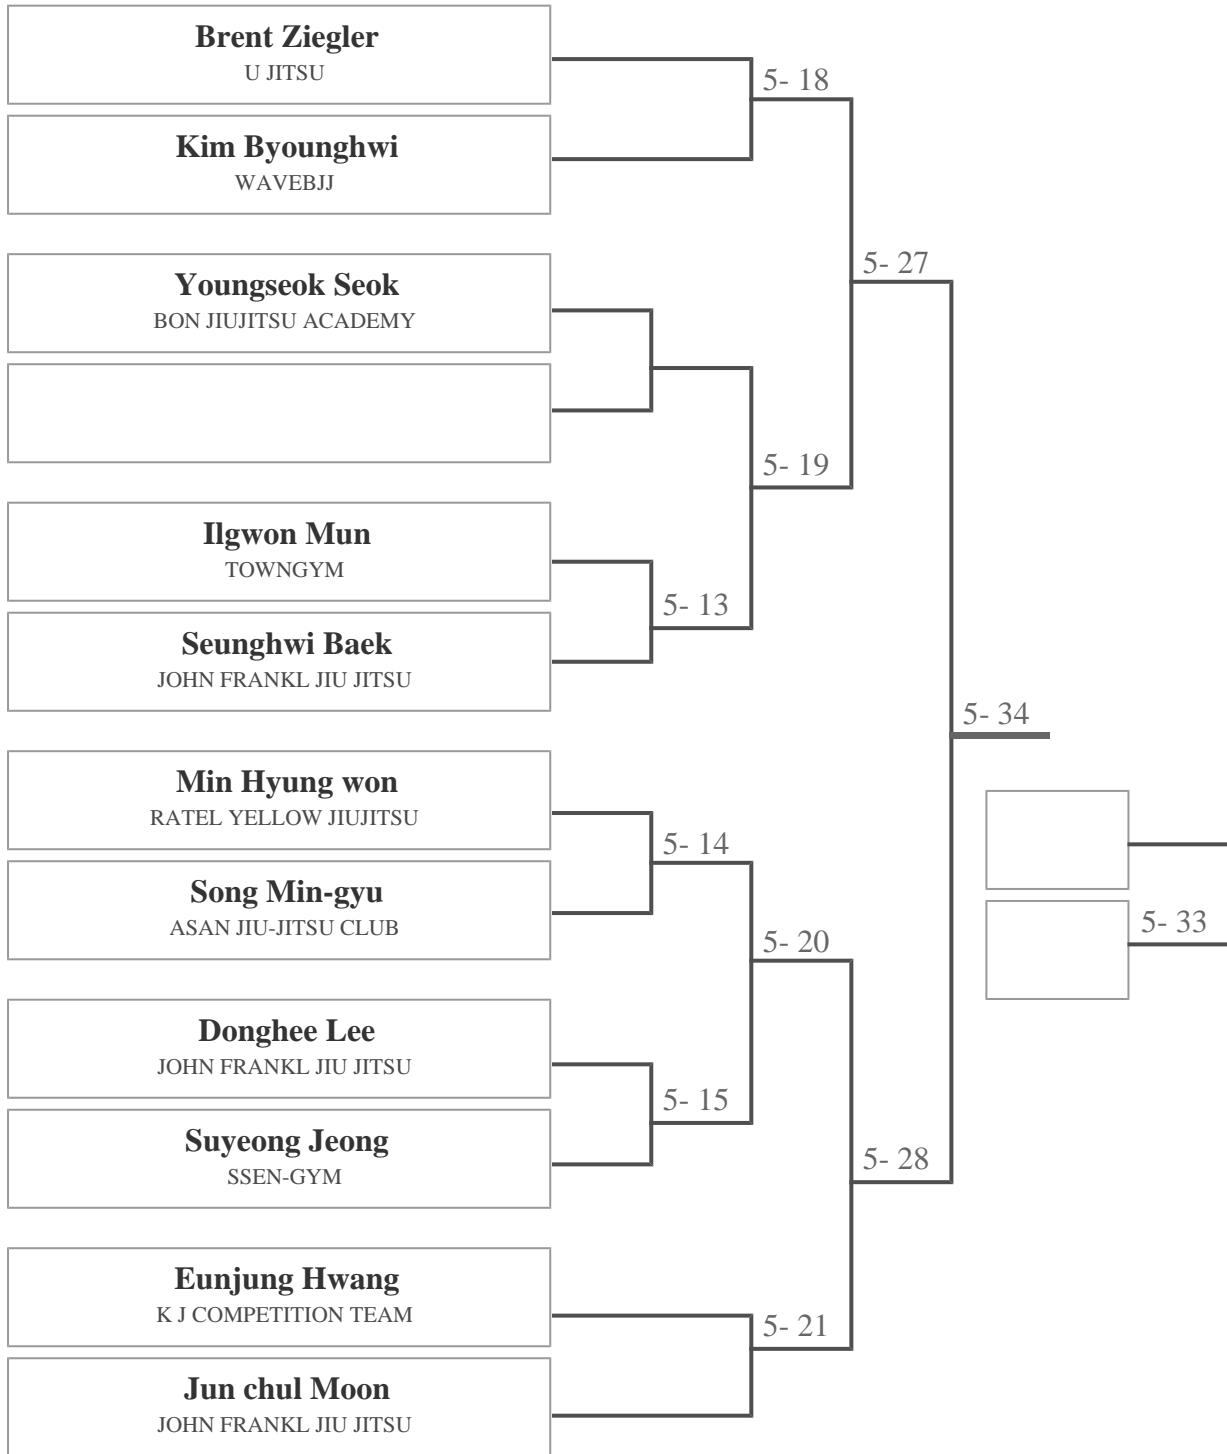 Brent Ziegler
U JITSU
5- 18
Kim Byounghwi
WAVEBJJ
5- 27
Youngseok Seok
BON JIUJITSU ACADEMY
5- 19
Ilgwon Mun
TOWNGYM
5- 13
Seunghwi Baek
JOHN FRANKL JIU JITSU
5- 34
Min Hyung won
RATEL YELLOW JIUJITSU
5- 14
Song Min-gyu
ASAN JIU-JITSU CLUB
5- 33
5- 20
Donghee Lee
JOHN FRANKL JIU JITSU
5- 15
Suyeong Jeong
SSEN-GYM
5- 28
Eunjung Hwang
K J COMPETITION TEAM
5- 21
Jun chul Moon
JOHN FRANKL JIU JITSU